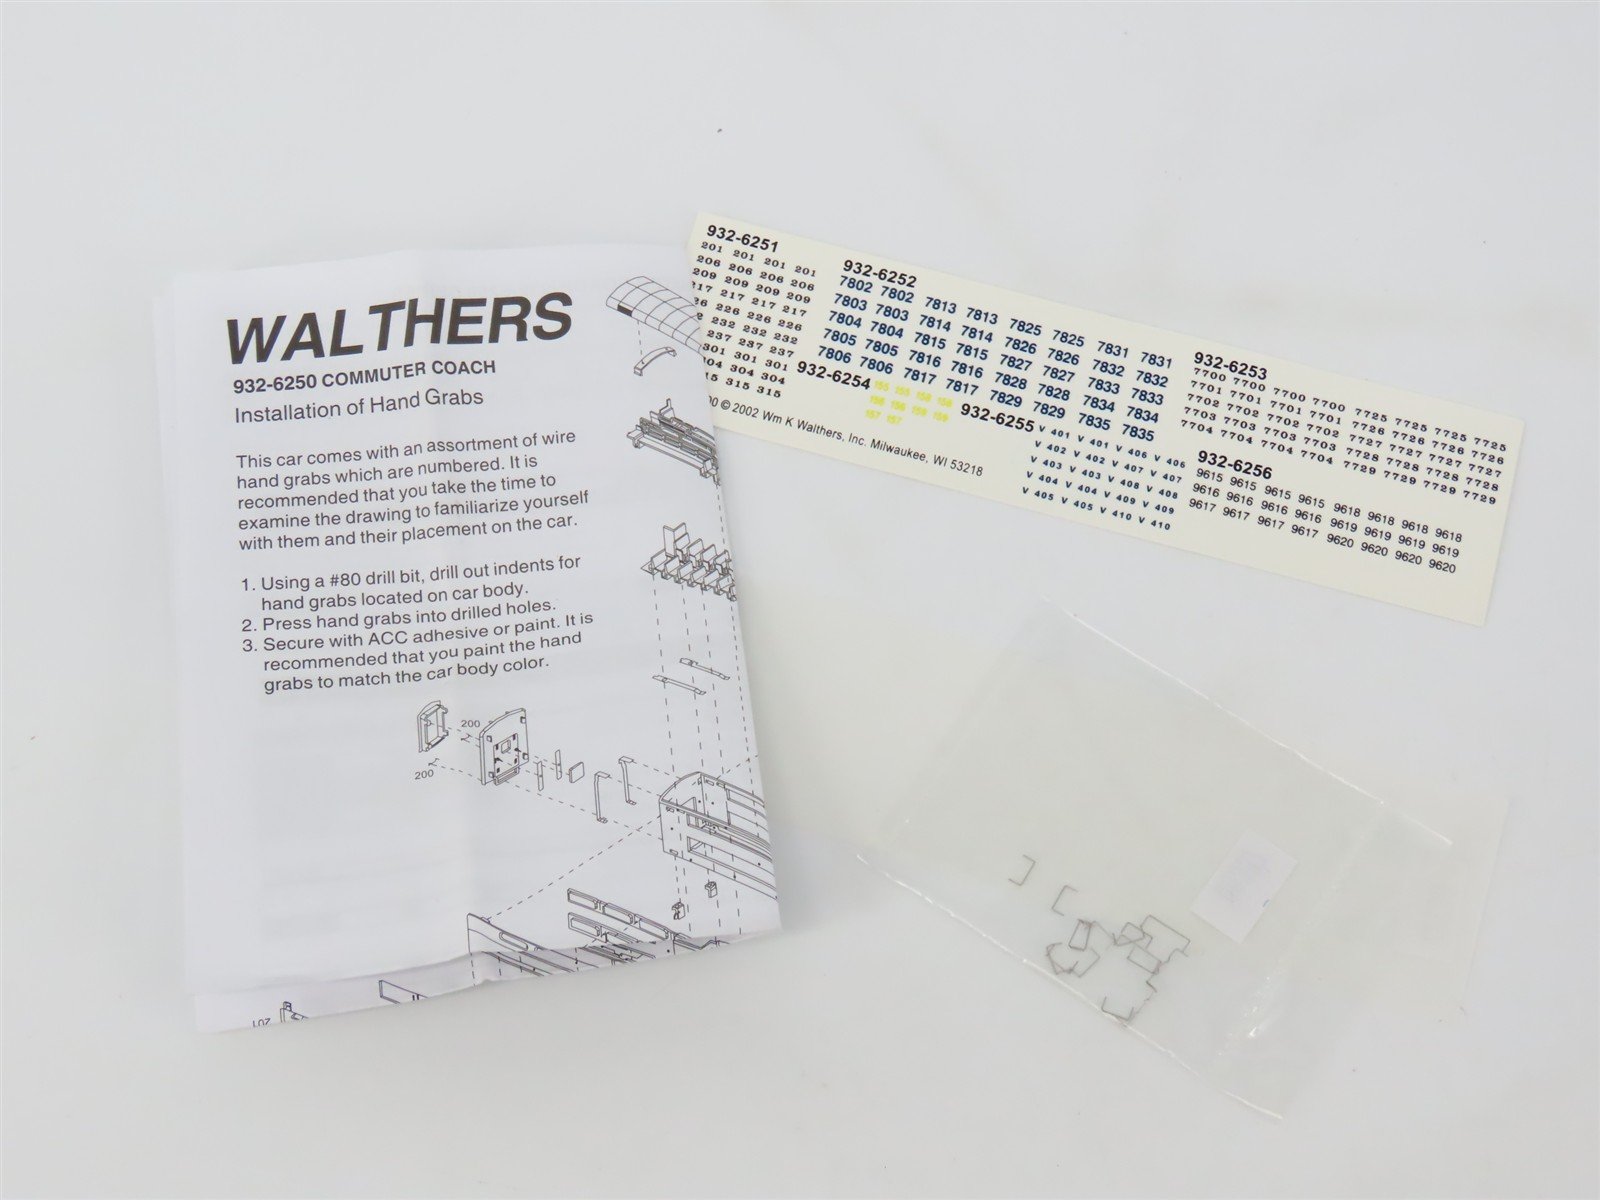 WALTHERS
932-6250 COMMUTER COACH
Installation of Hand Grabs
This car comes with an assortment of wire
hand grabs which are numbered. It is
recommended that you take the time to
examine the drawing to familiarize yourself
with them and their placement on the car.
1. Using a #80 drill bit, drill out indents for
hand grabs located on car body.
2. Press hand grabs into drilled holes.
3. Secure with ACC adhesive or paint. It is
recommended that you paint the hand
grabs to match the car body color.
200
200
201
932-6251
201 201 201 201
206 206 206 206
209 209 209 209
217 217 217
226 226 226
232 232 232
237 237 237
301 301 301
304 304
315 315
© 2002 Wm K Walthers, Inc. Milwaukee, WI 53218
932-6252
7802 7802 7813 7813 7825 7825 7831 7831
7803 7803 7814 7814 7826 7826 7832 7832
7804 7804 7815 7815 7827 7827 7833 7833
7805 7805 7816 7816 7828 7828 7834 7834
7806 7806 7817 7817 7829 7829 7835 7835
932-6254
155 155 158 158
156 156 159 159
157 157
932-6255
V 401 V 401 V 406 V 406
V 402 V 402 V 407 V 407
V 403 V 403 V 408 V 408
V 404 V 404 V 409 V 409
V 405 V 405 V 410 V 410
932-6253
7700 7700 7700 7700 7725 7725 7725 7725
7701 7701 7701 7701 7726 7726 7726 7726
7702 7702 7702 7702 7727 7727 7727 7727
7703 7703 7703 7703 7728 7728 7728 7728
7704 7704 7704 7704 7729 7729 7729 7729
932-6256
9615 9615 9615 9615 9618 9618 9618 9618
9616 9616 9616 9616 9619 9619 9619 9619
9617 9617 9617 9617 9620 9620 9620 9620